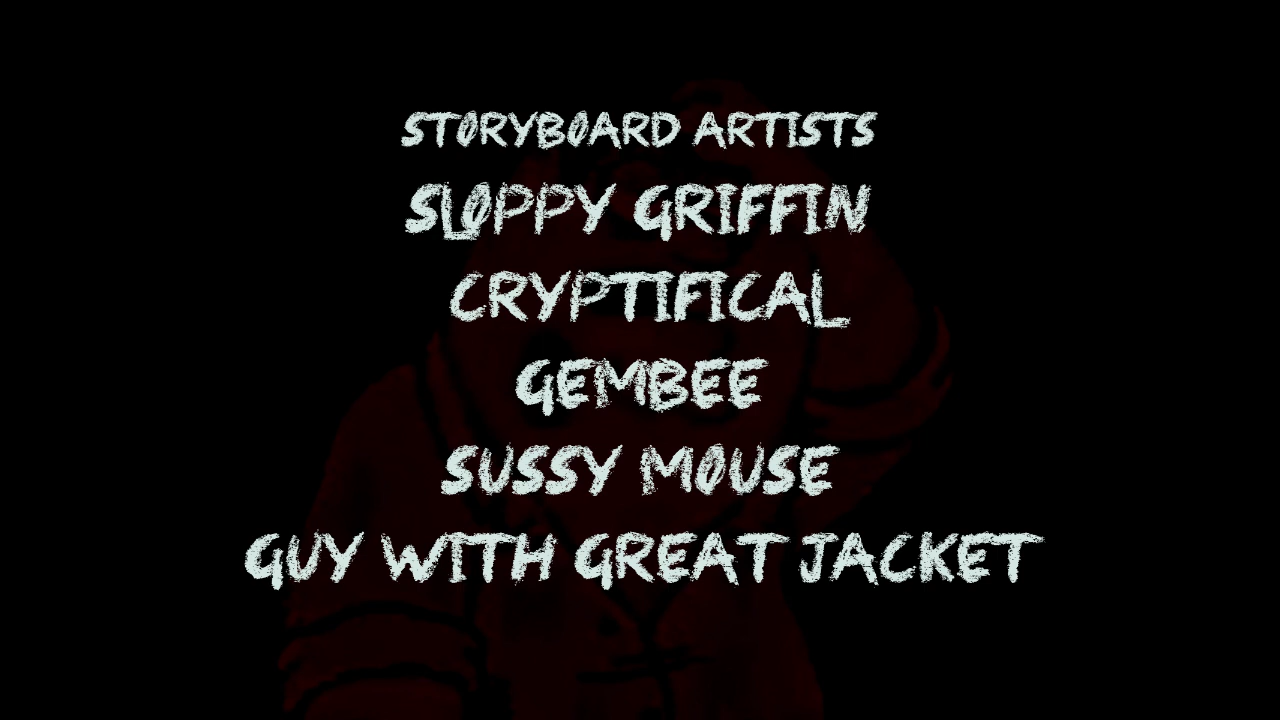 STORYBOARD ARTISTS
SLOPPY GRIFFIN
CRYPTIFICAL
GEMBEE
SUSSY MOUSE
GUY WITH GREAT JACKET